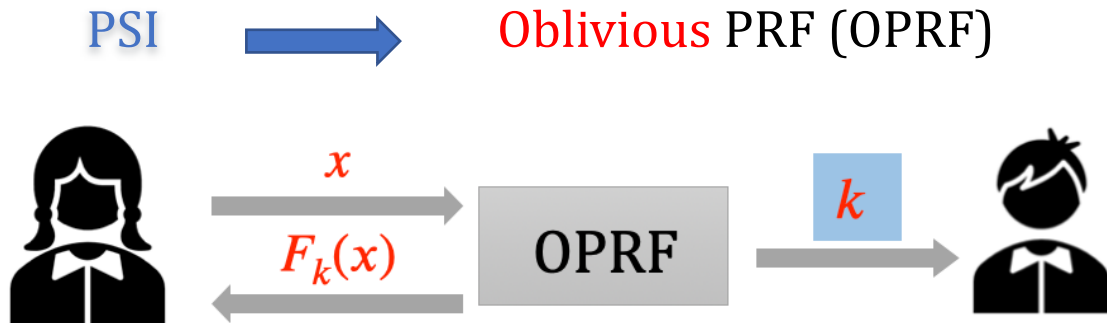 PSI
Oblivious PRF (OPRF)
x
k
F_k(x)
OPRF